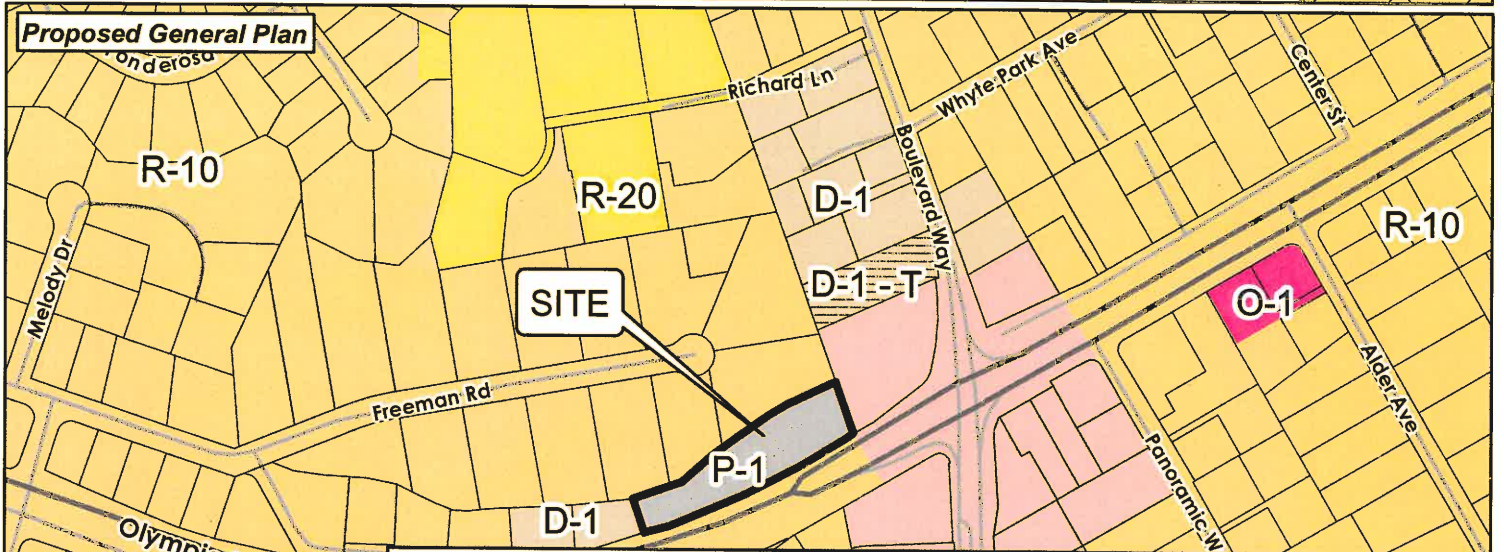 Proposed General Plan
Ponderosa
Richard Ln
Whyte Park Ave
Center St
R-10
R-20
D-1
Boulevard Way
R-10
Melody Dr
SITE
D-1 - T
O-1
Freeman Rd
Alder Ave
P-1
Panoramic W
D-1